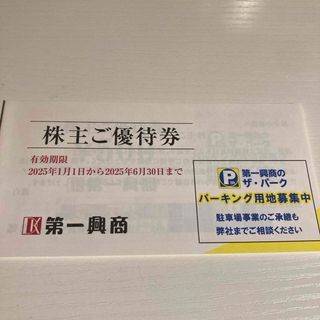 株主ご優待券
有効期限
2025年1月1日から2025年6月30日まで
DK 第一興商
P 第一興商の
ザ・パーク
パーキング用地募集中
駐車場事業のご承継も
弊社までご相談ください